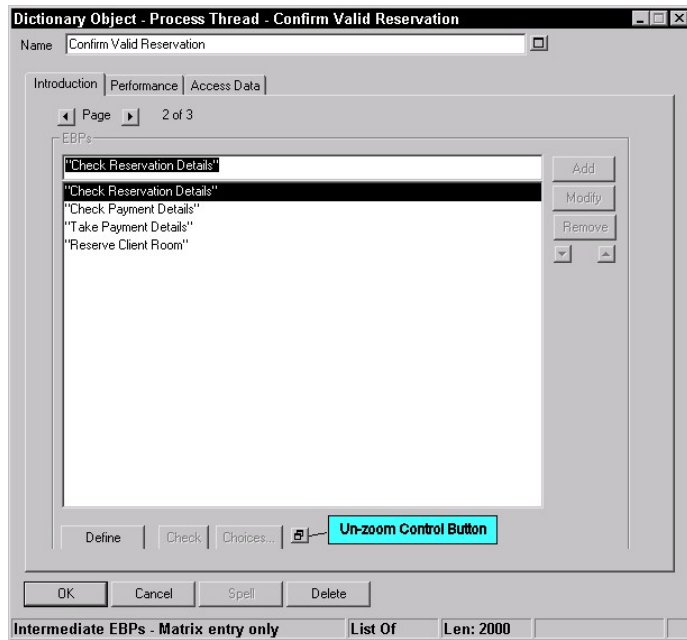 Dictionary Object - Process Thread - Confirm Valid Reservation
Name Confirm Valid Reservation
Introduction Performance Access Data
Page 2 of 3
EBPs
"Check Reservation Details" Add
"Check Reservation Details"
"Check Payment Details" Modify
"Take Payment Details" Remove
"Reserve Client Room"
Define Check Choices... Un-zoom Control Button
OK Cancel Spell Delete
Intermediate EBPs - Matrix entry only List Of Len: 2000